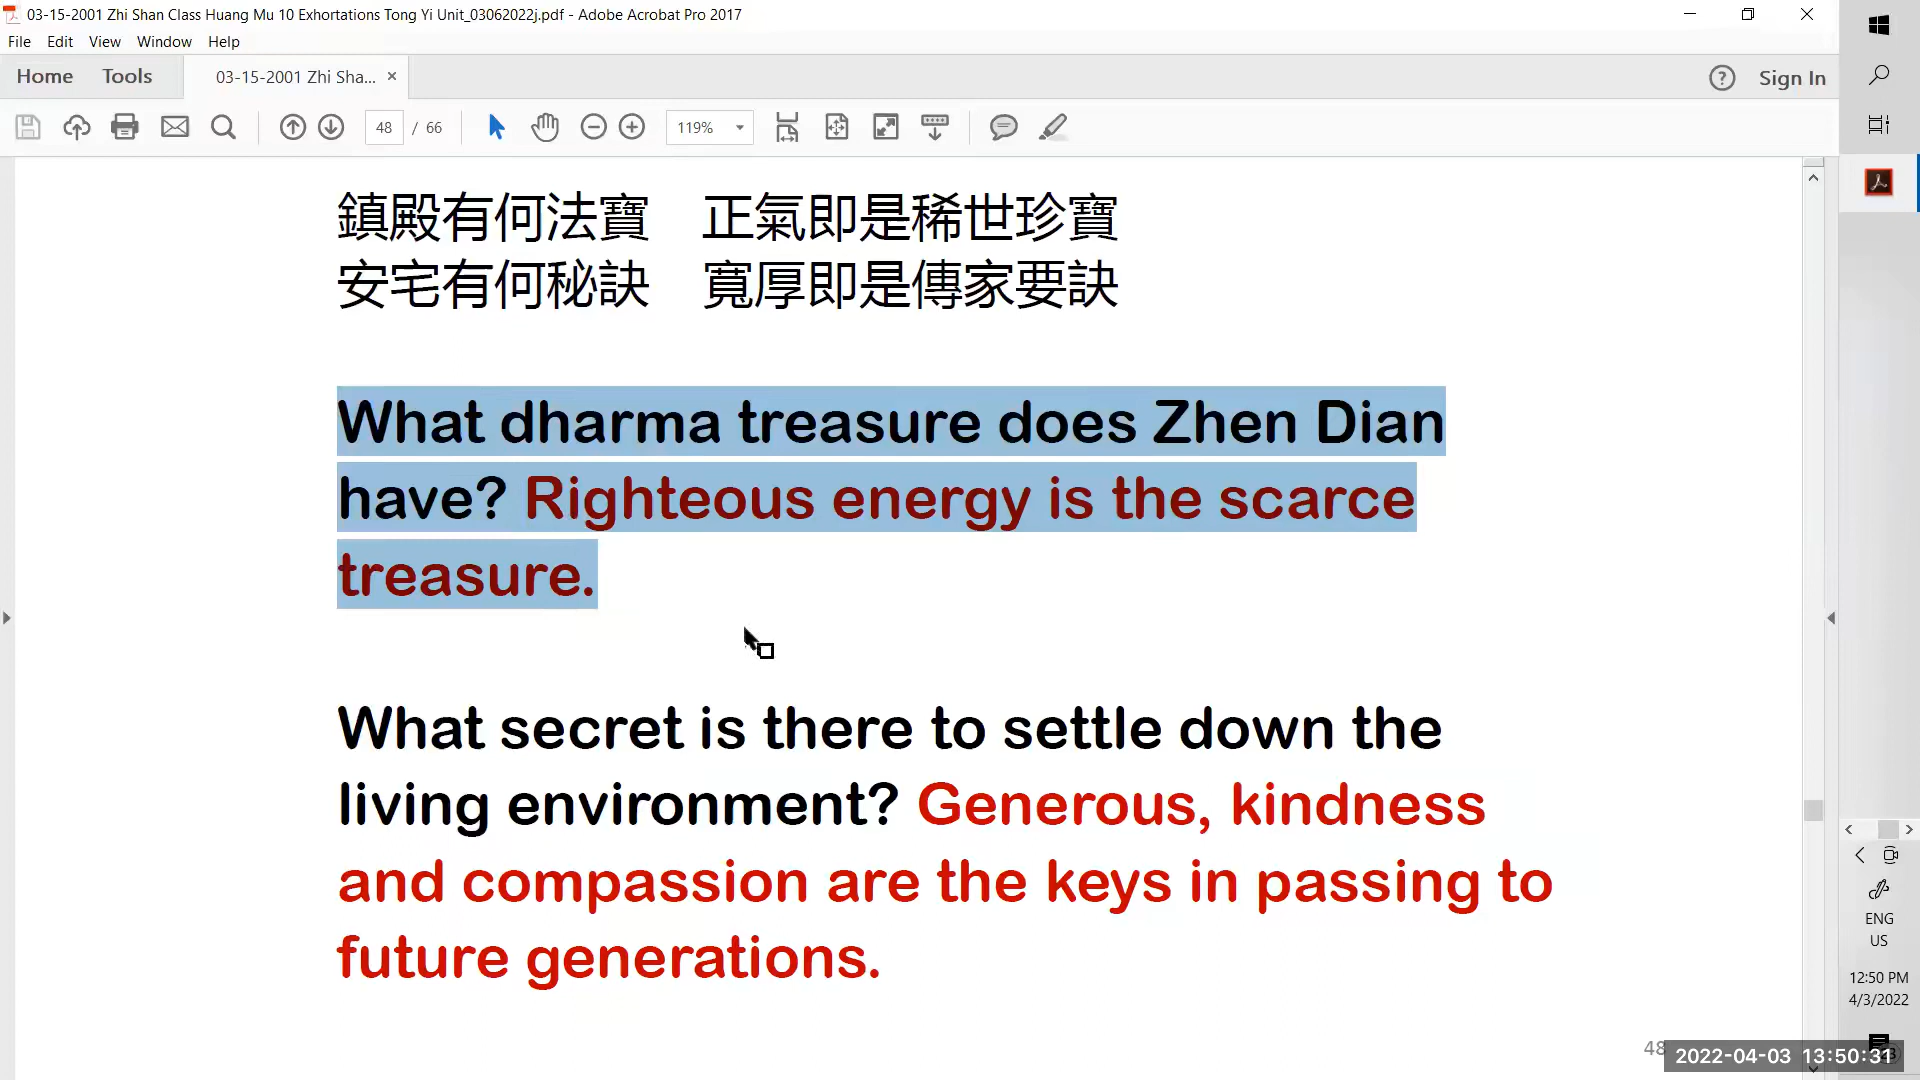 03-15-2001 Zhi Shan Class Huang Mu 10 Exhortations Tong Yi Unit_03062022j.pdf - Adobe Acrobat Pro 2017
File Edit View Window Help
Home Tools 03-15-2001 Zhi Sha... × Sign In
48 / 66 119%
鎮殿有何法寶 正氣即是稀世珍寶
安宅有何秘訣 寬厚即是傳家要訣
What dharma treasure does Zhen Dian
have? Righteous energy is the scarce
treasure.
What secret is there to settle down the
living environment? Generous, kindness
and compassion are the keys in passing to
future generations.
48
ENG
US
12:50 PM
4/3/2022
2022-04-03 13:50:31